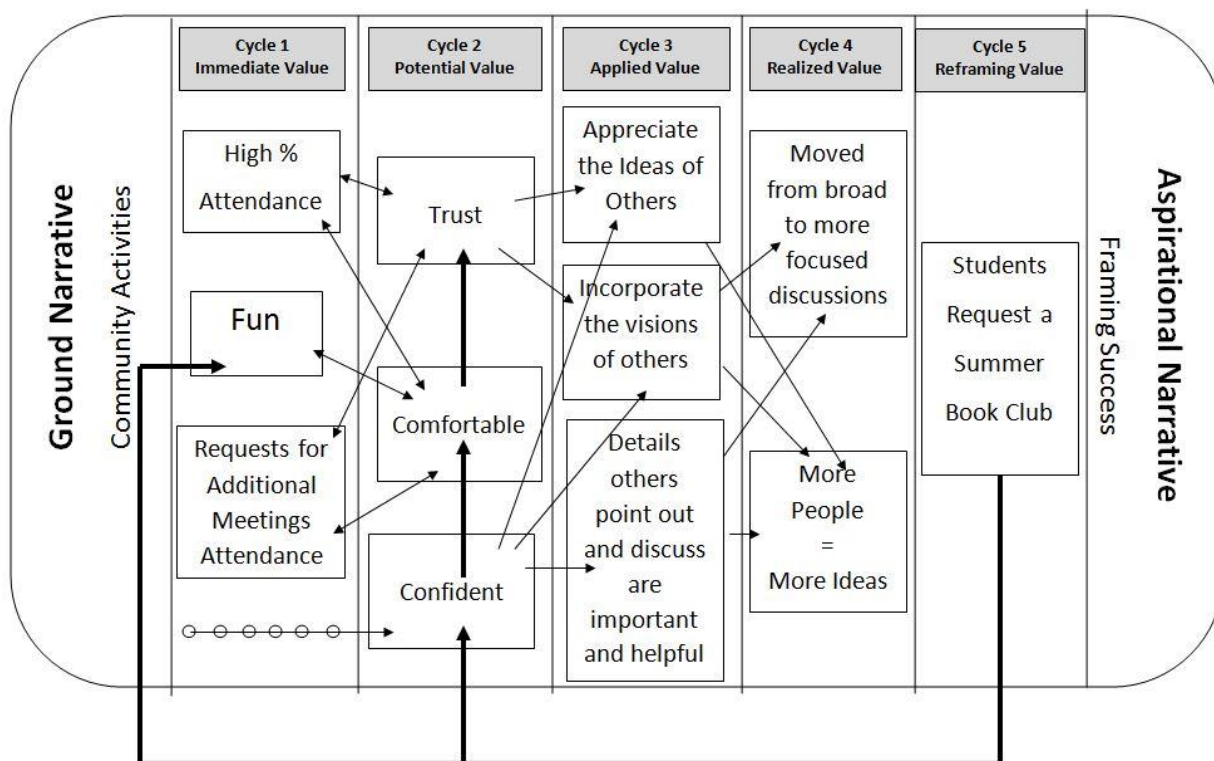 Ground Narrative
Community Activities
Cycle 1
Immediate Value
High %
Attendance
Fun
Requests for
Additional
Meetings
Attendance
Cycle 2
Potential Value
Trust
Comfortable
Confident
Cycle 3
Applied Value
Appreciate
the Ideas of
Others
Incorporate
the visions
of others
Details
others
point out
and discuss
are
important
and helpful
Cycle 4
Realized Value
Moved
from broad
to more
focused
discussions
More
People
=
More Ideas
Cycle 5
Reframing Value
Students
Request a
Summer
Book Club
Framing Success
Aspirational Narrative